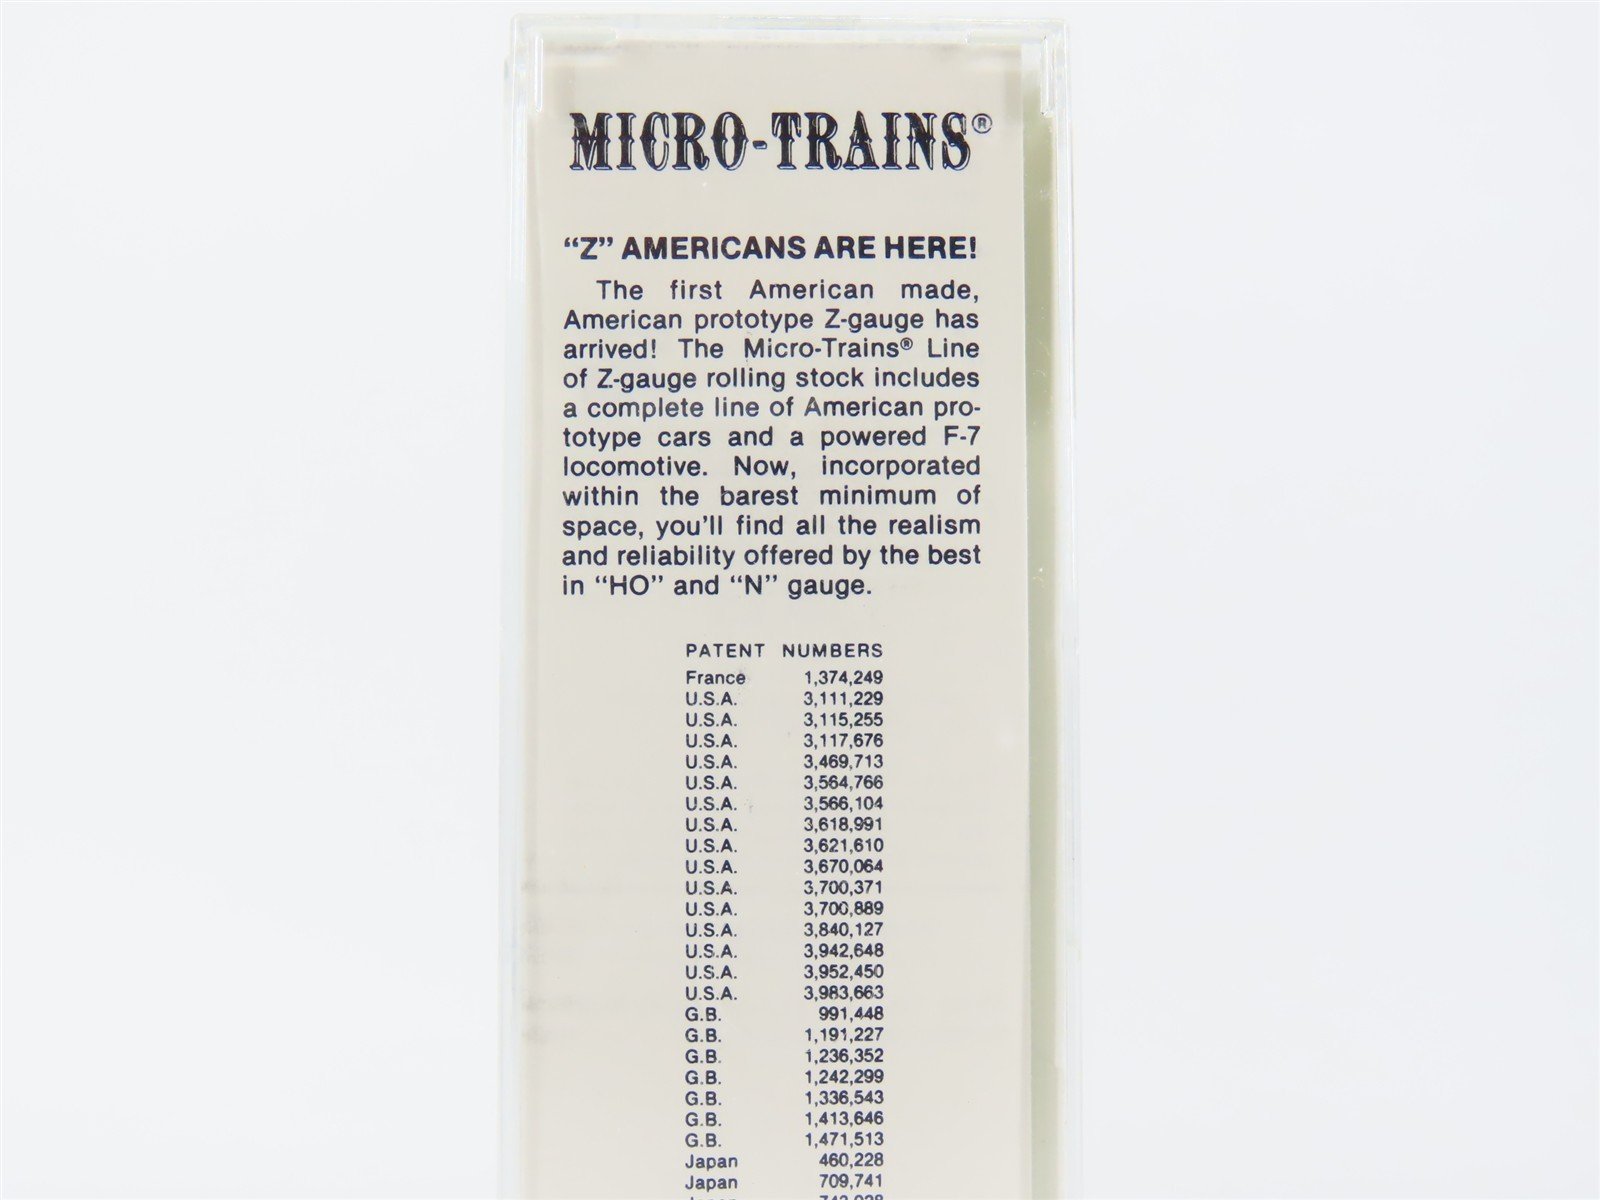 MICRO-TRAINS®
“Z” AMERICANS ARE HERE!
The first American made,
American prototype Z-gauge has
arrived! The Micro-Trains® Line
of Z-gauge rolling stock includes
a complete line of American pro-
totype cars and a powered F-7
locomotive. Now, incorporated
within the barest minimum of
space, you’ll find all the realism
and reliability offered by the best
in “HO” and “N” gauge.
PATENT NUMBERS
France 1,374,249
U.S.A. 3,111,229
U.S.A. 3,115,255
U.S.A. 3,117,676
U.S.A. 3,469,713
U.S.A. 3,564,766
U.S.A. 3,566,104
U.S.A. 3,618,991
U.S.A. 3,621,610
U.S.A. 3,670,064
U.S.A. 3,700,371
U.S.A. 3,700,889
U.S.A. 3,840,127
U.S.A. 3,942,648
U.S.A. 3,952,450
U.S.A. 3,983,663
G.B. 991,448
G.B. 1,191,227
G.B. 1,236,352
G.B. 1,242,299
G.B. 1,336,543
G.B. 1,413,646
G.B. 1,471,513
Japan 460,228
Japan 709,741